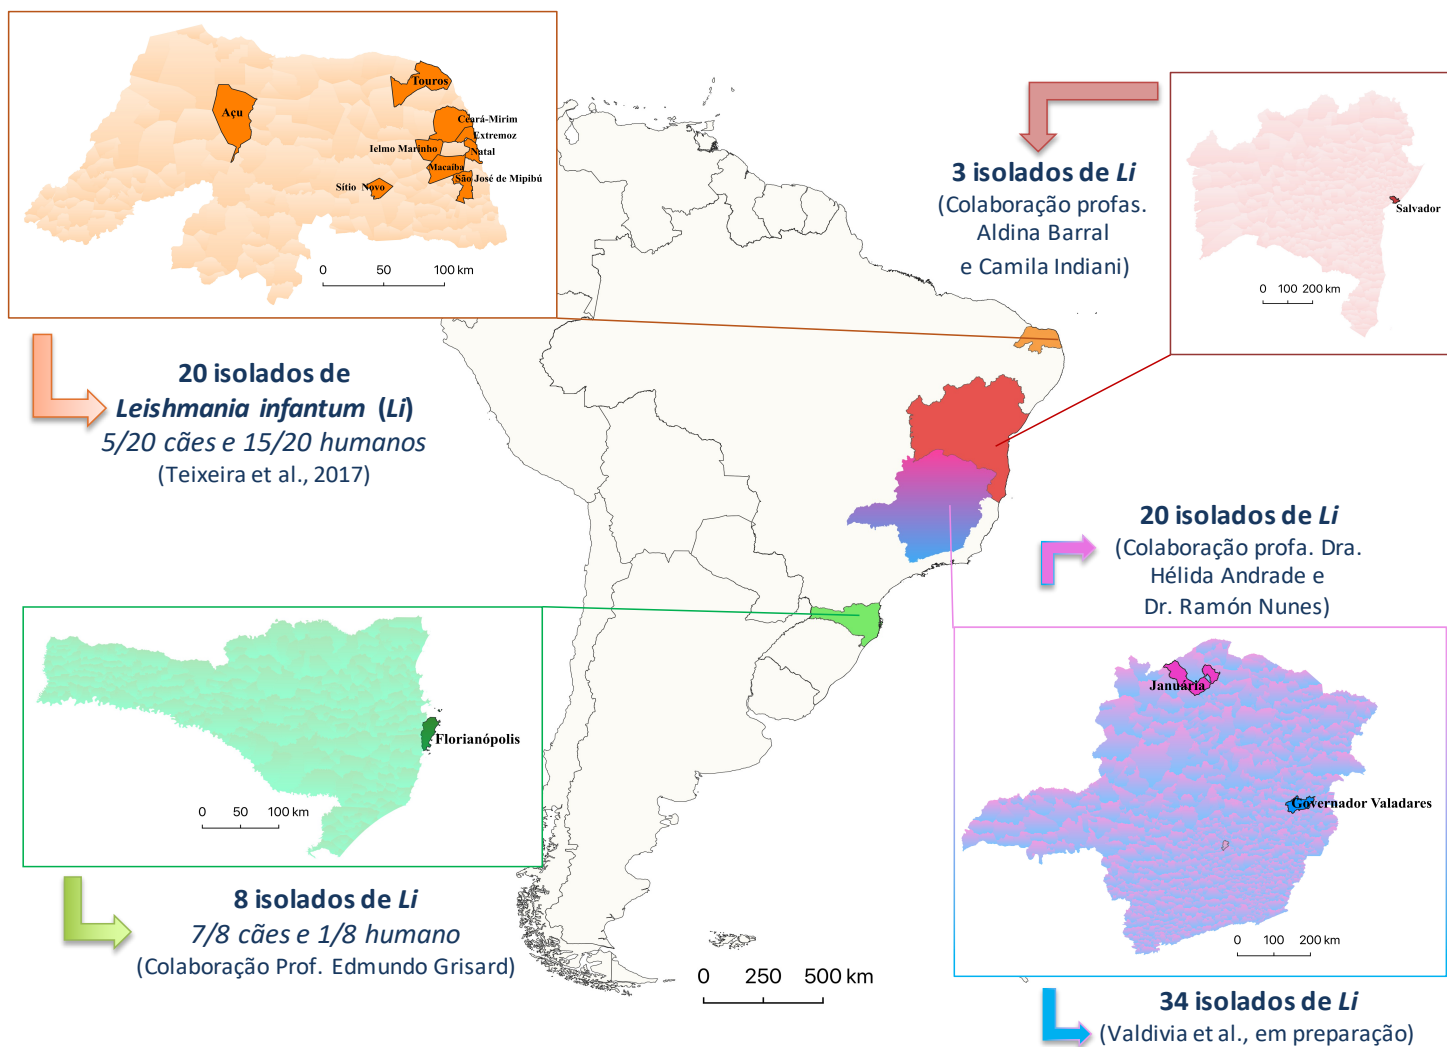 Touros
Açu
Ceará-Mirim
Extremoz
Ielmo Marinho
Natal
Macaíba
São José de Mipibú
Sítio Novo
0 50 100 km
20 isolados de
Leishmania infantum (Li)
5/20 cães e 15/20 humanos
(Teixeira et al., 2017)
3 isolados de Li
(Colaboração profas.
Aldina Barral
e Camila Indiani)
Salvador
0 100 200 km
20 isolados de Li
(Colaboração profa. Dra.
Hélida Andrade e
Dr. Ramón Nunes)
Januária
Governador Valadares
0 100 200 km
34 isolados de Li
(Valdivia et al., em preparação)
Florianópolis
0 50 100 km
8 isolados de Li
7/8 cães e 1/8 humano
(Colaboração Prof. Edmundo Grisard)
0 250 500 km